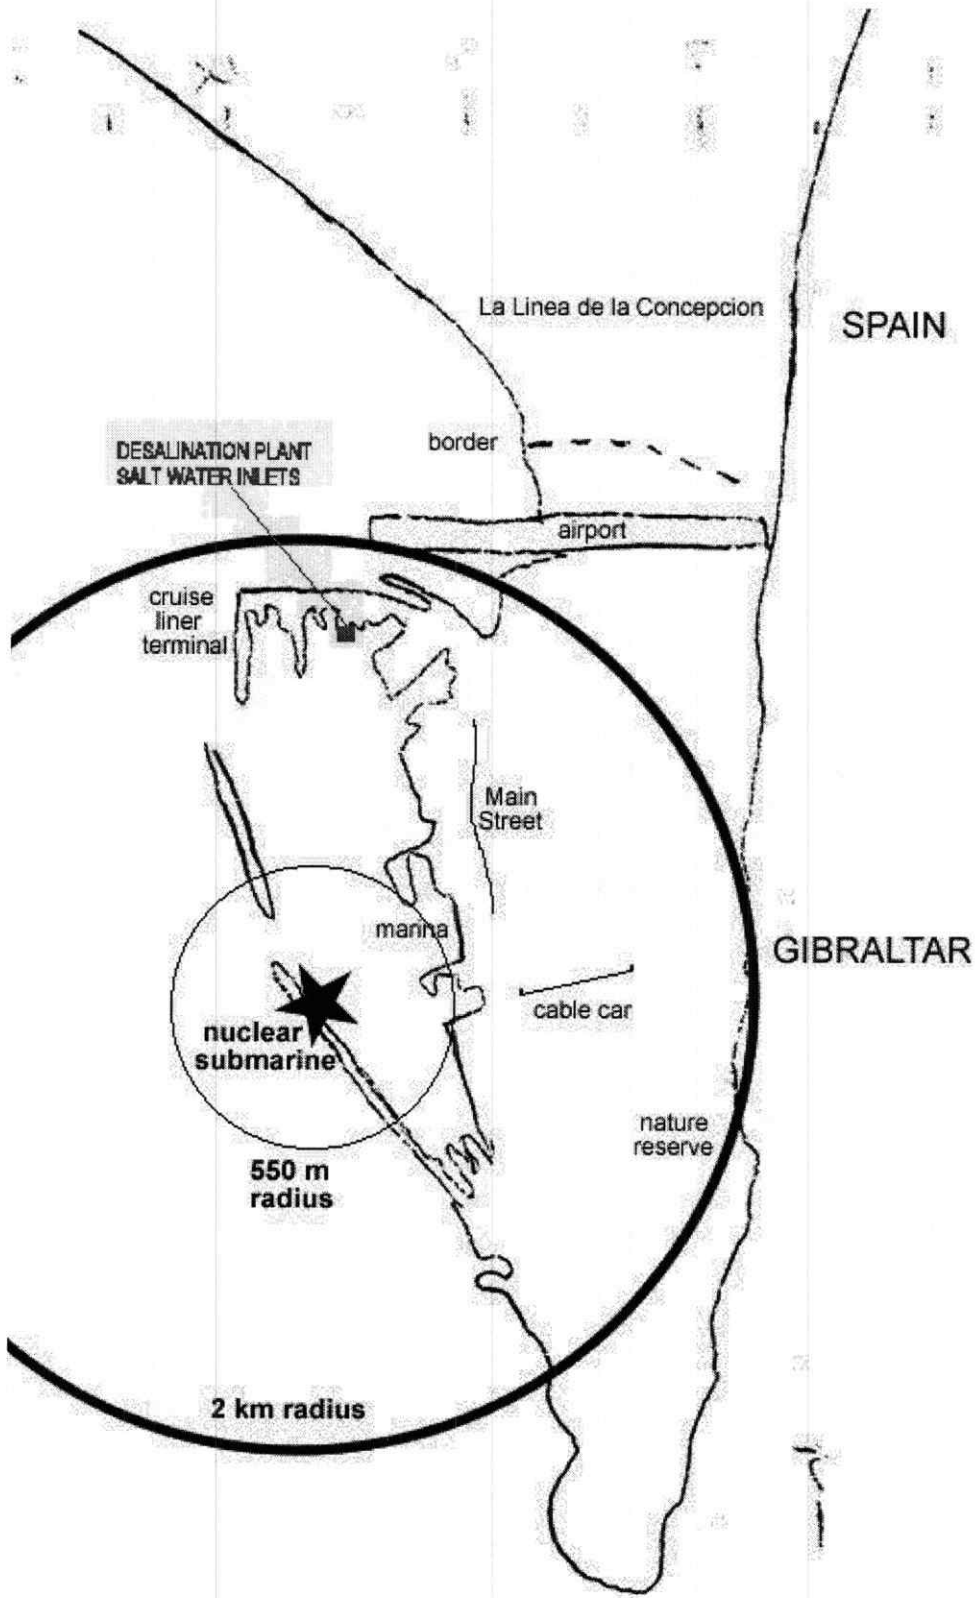 La Linea de la Concepcion
SPAIN
border
DESALINATION PLANT
SALT WATER INLETS
airport
cruise
liner
terminal
Main
Street
marina
GIBRALTAR
cable car
nuclear
submarine
nature
reserve
550 m
radius
2 km radius